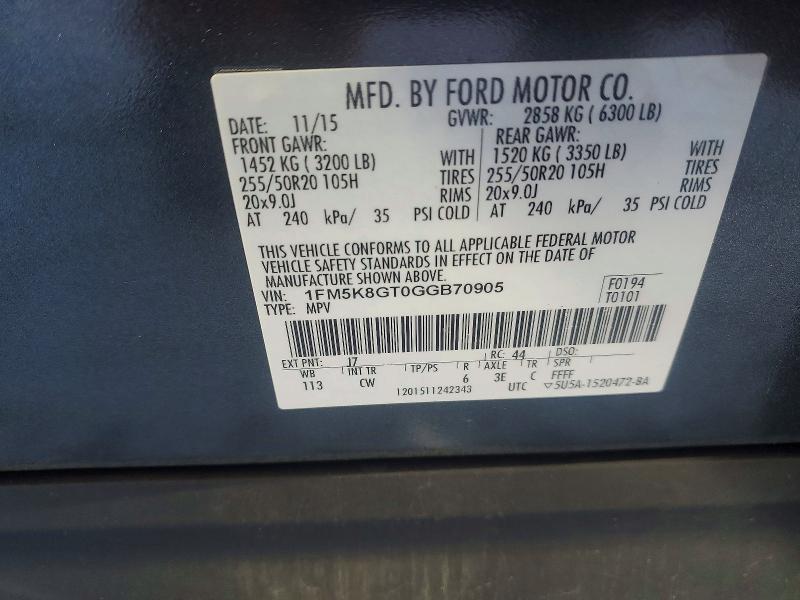 MFD. BY FORD MOTOR CO.
DATE: 11/15 GVWR: 2858 KG ( 6300 LB)
FRONT GAWR: REAR GAWR:
1452 KG ( 3200 LB) WITH 1520 KG ( 3350 LB) WITH
255/50R20 105H TIRES 255/50R20 105H TIRES
20x9.0J RIMS 20x9.0J RIMS
AT 240 kPa/ 35 PSI COLD AT 240 kPa/ 35 PSI COLD
THIS VEHICLE CONFORMS TO ALL APPLICABLE FEDERAL MOTOR
VEHICLE SAFETY STANDARDS IN EFFECT ON THE DATE OF
MANUFACTURE SHOWN ABOVE.
VIN: 1FM5K8GT0GGB70905 F0194
TYPE: MPV T0101
EXT PNT: J7 RC: 44 DSO:
WB INT TR TP/PS R AXLE TR SPR
113 CW 6 3E C FFFF
1201511242343 UTC ▽5U5A-1520472-BA